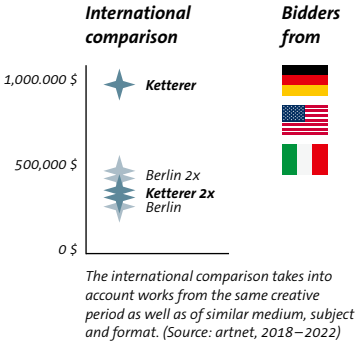 International
comparison
Bidders
from
1,000.000 $
Ketterer
500,000 $
Berlin 2x
Ketterer 2x
Berlin
0 $
The international comparison takes into
account works from the same creative
period as well as of similar medium, subject
and format. (Source: artnet, 2018–2022)